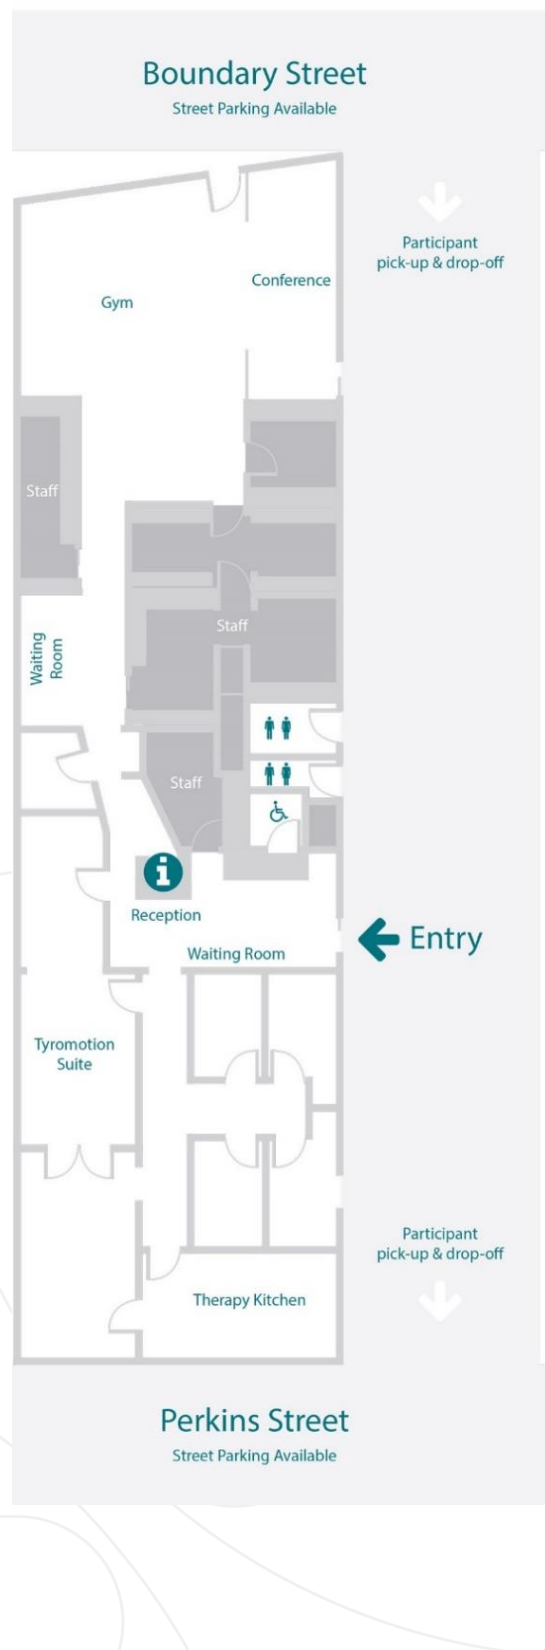 Boundary Street
Street Parking Available
Participant
pick-up & drop-off
Conference
Gym
Staff
Staff
Waiting
Room
Staff
i
Reception
Entry
Waiting Room
Tyromotion
Suite
Participant
pick-up & drop-off
Therapy Kitchen
Perkins Street
Street Parking Available